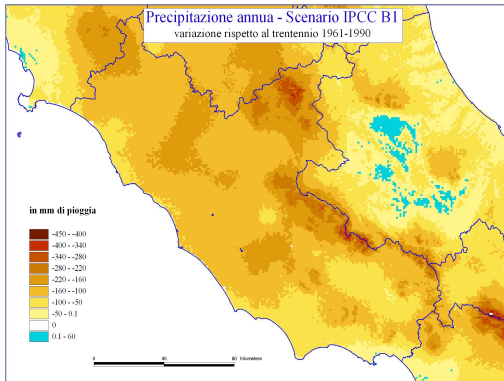 Precipitazione annua - Scenario IPCC B1
variazione rispetto al trentennio 1961-1990
in mm di pioggia
-450 - -400
-400 - -340
-340 - -280
-280 - -220
-220 - -160
-160 - -100
-100 - -50
-50 - -0.1
0
0.1 - 60
0 40 80 Kilometers